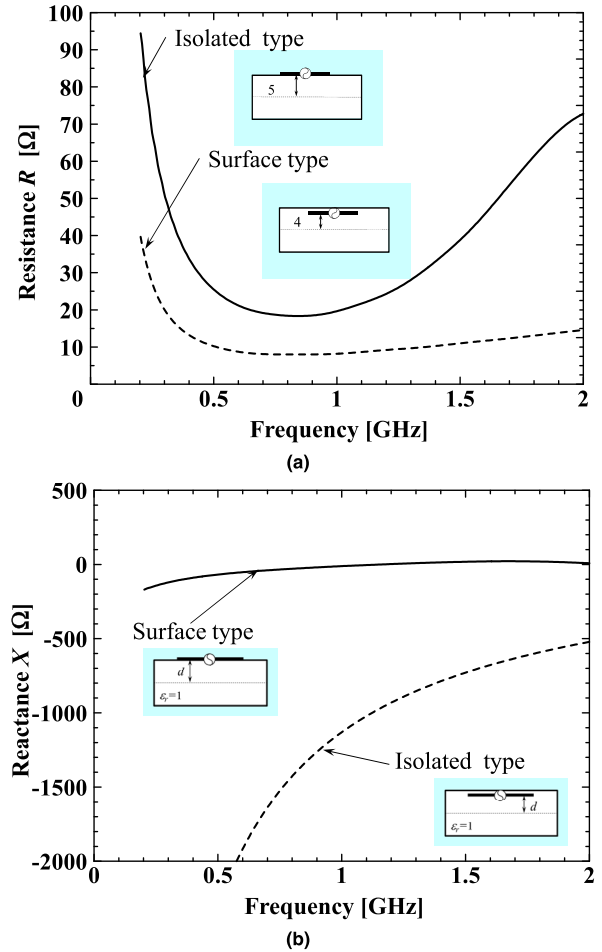 100
90
80
70
60
50
40
30
20
10
0
Resistance R [Ω]
Isolated type
5
Surface type
4
0.5
1
1.5
2
Frequency [GHz]
(a)
500
0
-500
-1000
-1500
-2000
Reactance X [Ω]
Surface type
d
εr=1
Isolated type
d
εr=1
0
0.5
1
1.5
2
Frequency [GHz]
(b)